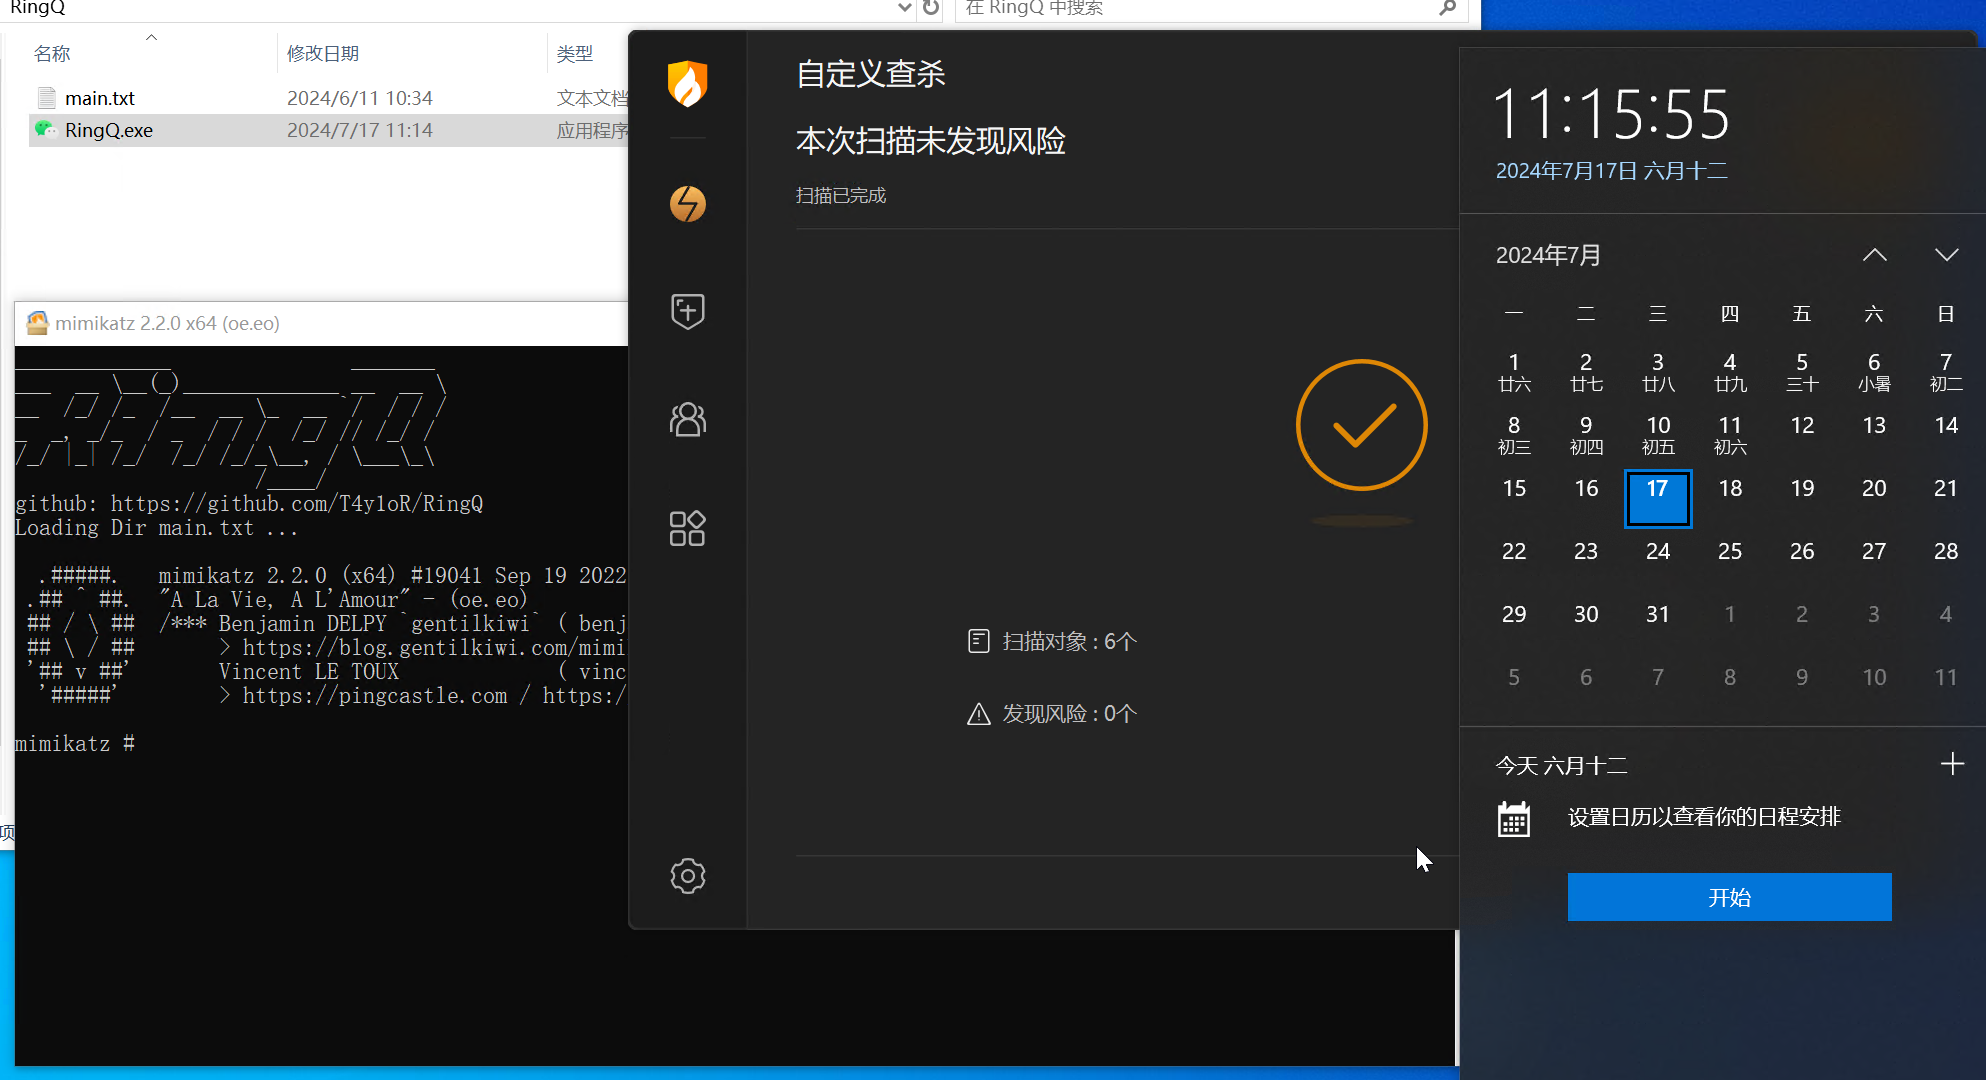 RingQ
在 RingQ 中搜索
名称
修改日期
类型
main.txt
2024/6/11 10:34
文本文档
RingQ.exe
2024/7/17 11:14
应用程序
mimikatz 2.2.0 x64 (oe.eo)
github: https://github.com/T4y1oR/RingQ
Loading Dir main.txt ...
.#####.   mimikatz 2.2.0 (x64) #19041 Sep 19 2022
.## ^ ##.  "A La Vie, A L'Amour" - (oe.eo)
## / \ ##  /*** Benjamin DELPY `gentilkiwi` ( benj
## \ / ##       > https://blog.gentilkiwi.com/mimi
'## v ##'       Vincent LE TOUX             ( vinc
'#####'        > https://pingcastle.com / https:/
mimikatz #
项
自定义查杀
本次扫描未发现风险
扫描已完成
扫描对象 : 6个
发现风险 : 0个
11:15:55
2024年7月17日 六月十二
2024年7月
一 二 三 四 五 六 日
1 2 3 4 5 6 7
廿六 廿七 廿八 廿九 三十 小暑 初二
8 9 10 11 12 13 14
初三 初四 初五 初六
15 16 17 18 19 20 21
22 23 24 25 26 27 28
29 30 31 1 2 3 4
5 6 7 8 9 10 11
今天 六月十二
设置日历以查看你的日程安排
开始